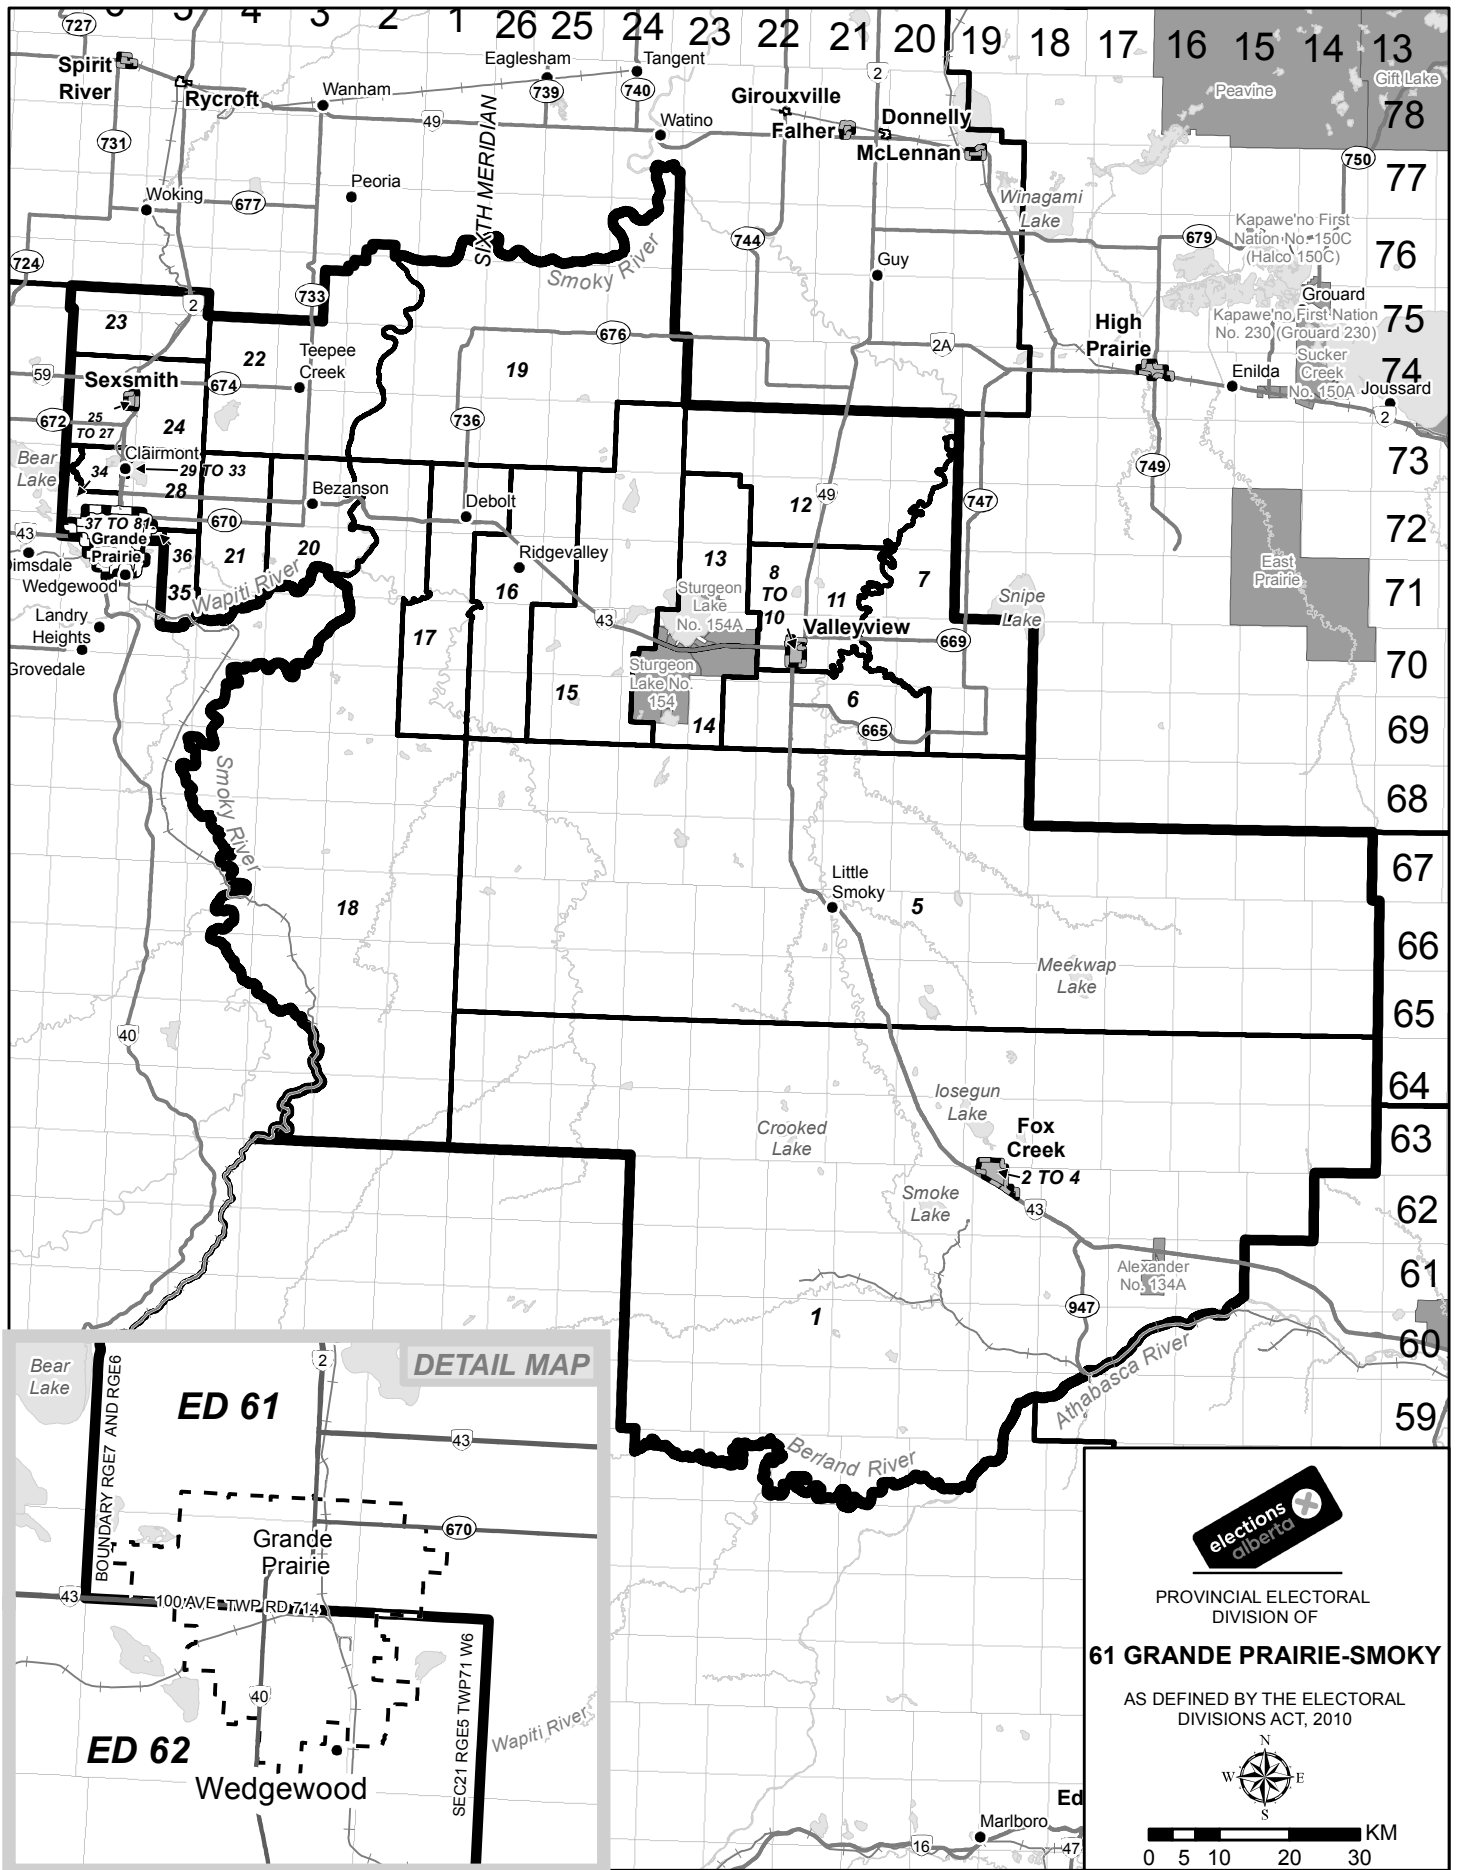 727
5
3
2
1
26
25
24
23
22
21
20
19
18
17
16
15
14
13
Spirit
River
Rycroft
Wanham
Eaglesham
739
Tangent
740
49
Watino
Girouxville
Falher
Donnelly
McLennan
2
Peavine
Gift Lake
78
731
SIXTH MERIDIAN
750
77
Woking
677
Peoria
Winagami
Lake
724
Smoky River
744
Guy
679
Kapawe'no First
Nation No. 150C
(Halco 150C)
76
2
733
Grouard
Kapawe'no First Nation
No. 230 (Grouard 230)
75
23
22
Teepee
Creek
676
19
2A
High
Prairie
Sucker
Creek
No. 150A
74
59
Sexsmith
674
Enilda
Joussard
2
672
25
TO 27
24
736
Bear
Lake
Clairmont
34
29 TO 33
28
Bezanson
Debolt
12
49
747
749
73
37 TO 81
670
43
Grande
Prairie
Dimsdale
Wedgewood
36
35
21
20
Wapiti River
Ridgevalley
16
13
8
TO
10
11
7
72
East
Prairie
71
Landry
Heights
Grovedale
17
43
Sturgeon
Lake
No. 154A
Valleyview
669
Snipe
Lake
70
15
Sturgeon
Lake No.
154
14
6
665
69
Smoky River
68
18
Little
Smoky
5
67
66
Meekwap
Lake
65
40
Iosegun
Lake
64
Crooked
Lake
Fox
Creek
63
2 TO 4
Smoke
Lake
43
62
Alexander
No. 134A
61
947
1
60
Athabasca River
59
Berland River
DETAIL MAP
Bear
Lake
2
BOUNDARY RGE7 AND RGE6
ED 61
43
670
Grande
Prairie
43
100 AVE
TWP RD 714
SEC21 RGE5 TWP71 W6
40
ED 62
Wedgewood
Wapiti River
Marlboro
Ed
16
47
elections
alberta
PROVINCIAL ELECTORAL
DIVISION OF
61 GRANDE PRAIRIE-SMOKY
AS DEFINED BY THE ELECTORAL
DIVISIONS ACT, 2010
N
W
E
S
KM
0 5 10 20 30